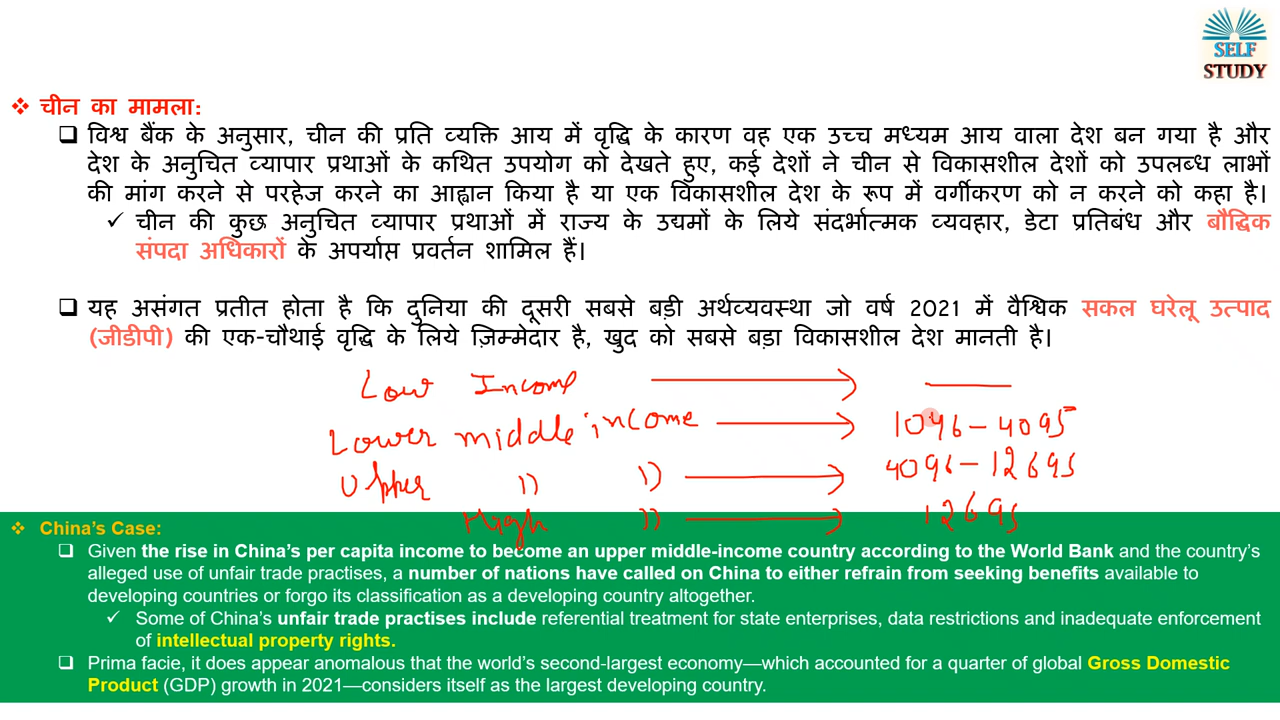 SELF
STUDY
❖ चीन का मामला:
❑ विश्व बैंक के अनुसार, चीन की प्रति व्यक्ति आय में वृद्धि के कारण वह एक उच्च मध्यम आय वाला देश बन गया है और
देश के अनुचित व्यापार प्रथाओं के कथित उपयोग को देखते हुए, कई देशों ने चीन से विकासशील देशों को उपलब्ध लाभों
की मांग करने से परहेज करने का आह्वान किया है या एक विकासशील देश के रूप में वर्गीकरण को न करने को कहा है।
✓ चीन की कुछ अनुचित व्यापार प्रथाओं में राज्य के उद्यमों के लिये संदर्भात्मक व्यवहार, डेटा प्रतिबंध और बौद्धिक
संपदा अधिकारों के अपर्याप्त प्रवर्तन शामिल हैं।
❑ यह असंगत प्रतीत होता है कि दुनिया की दूसरी सबसे बड़ी अर्थव्यवस्था जो वर्ष 2021 में वैश्विक सकल घरेलू उत्पाद
(जीडीपी) की एक-चौथाई वृद्धि के लिये ज़िम्मेदार है, खुद को सबसे बड़ा विकासशील देश मानती है।
Low Income → —
Lower middle income → 1046 - 4095
Upper " " → 4096 - 12695
High " → 12695
❖ China's Case:
❑ Given the rise in China's per capita income to become an upper middle-income country according to the World Bank and the country's
alleged use of unfair trade practises, a number of nations have called on China to either refrain from seeking benefits available to
developing countries or forgo its classification as a developing country altogether.
✓ Some of China's unfair trade practises include referential treatment for state enterprises, data restrictions and inadequate enforcement
of intellectual property rights.
❑ Prima facie, it does appear anomalous that the world's second-largest economy—which accounted for a quarter of global Gross Domestic
Product (GDP) growth in 2021—considers itself as the largest developing country.